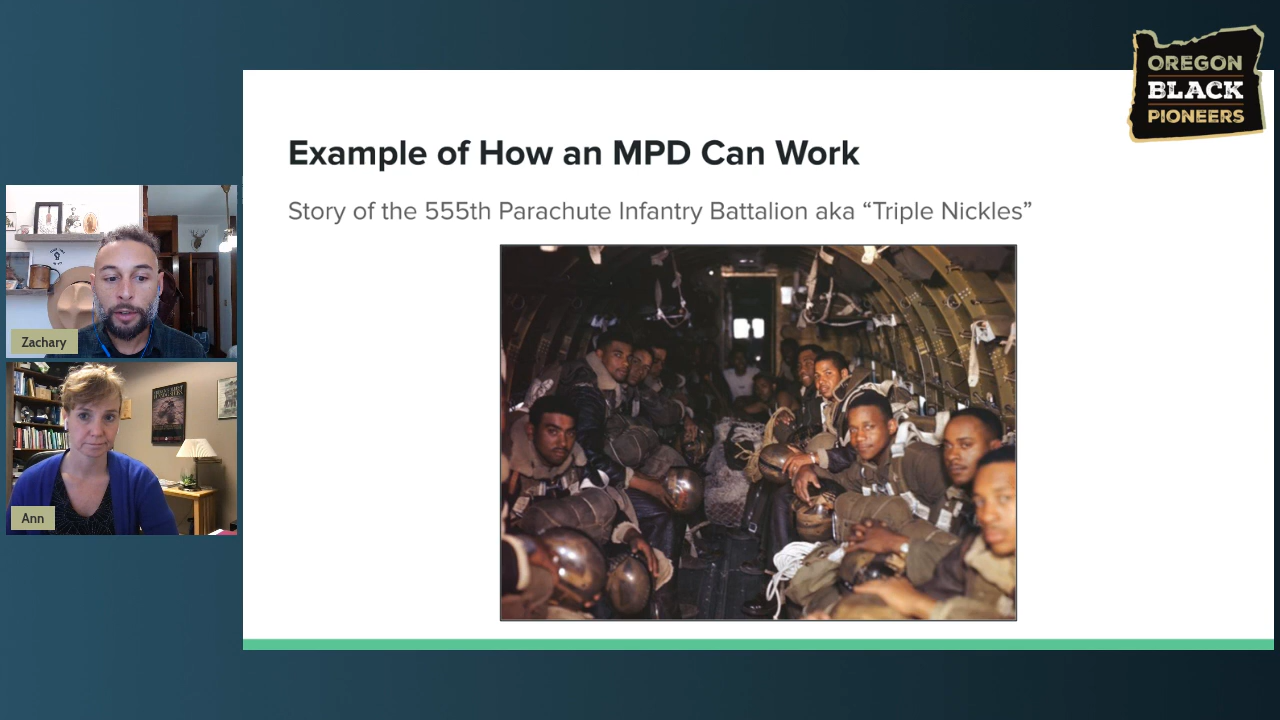 OREGON
BLACK
PIONEERS
Example of How an MPD Can Work
Story of the 555th Parachute Infantry Battalion aka “Triple Nickles”
Zachary
Ann